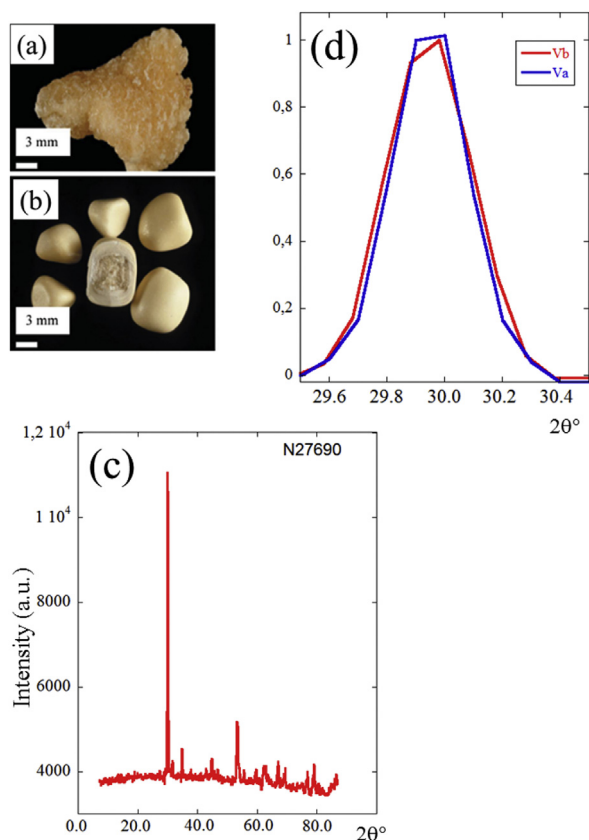 (a)
3 mm
(b)
3 mm
(d)
Vb
Va
1
0,8
0,6
0,4
0,2
0
29.6 29.8 30.0 30.2 30.4
2θ°
(c)
N27690
1,2 10⁴
1 10⁴
8000
6000
4000
Intensity (a.u.)
0.0 20.0 40.0 60.0 80.0
2θ°